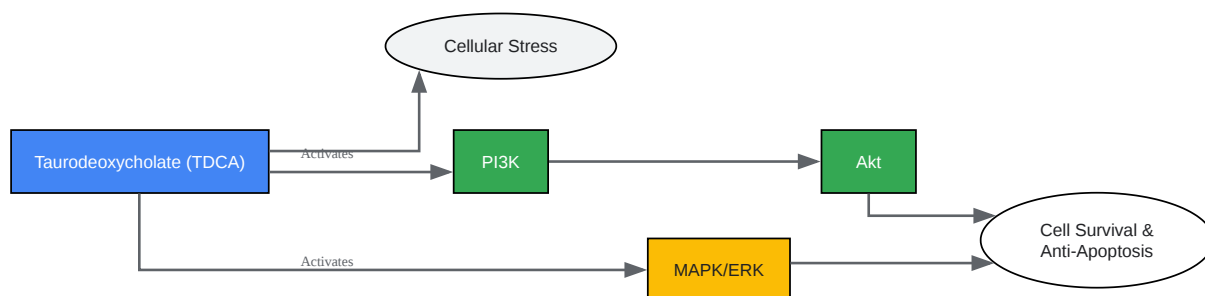 Cellular Stress
Taurodeoxycholate (TDCA)
Activates
PI3K
Akt
Cell Survival &
Anti-Apoptosis
Activates
MAPK/ERK